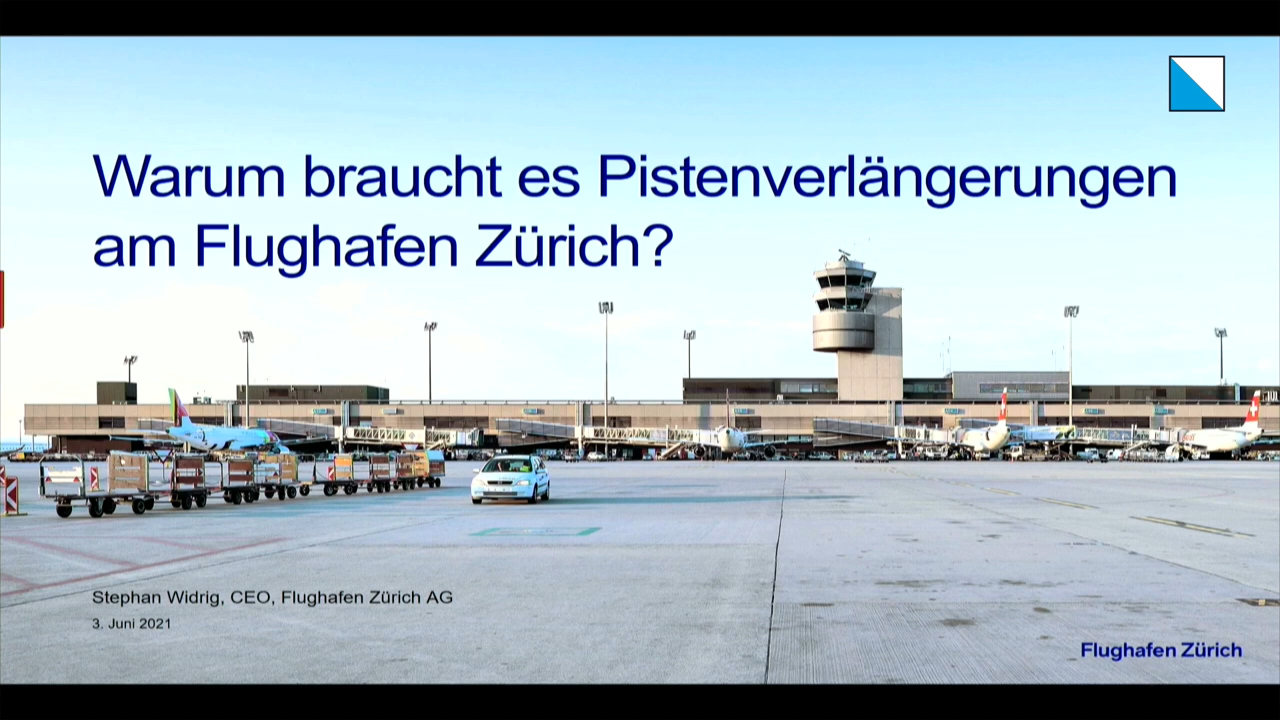 Warum braucht es Pistenverlängerungen
am Flughafen Zürich?
Stephan Widrig, CEO, Flughafen Zürich AG
3. Juni 2021
Flughafen Zürich